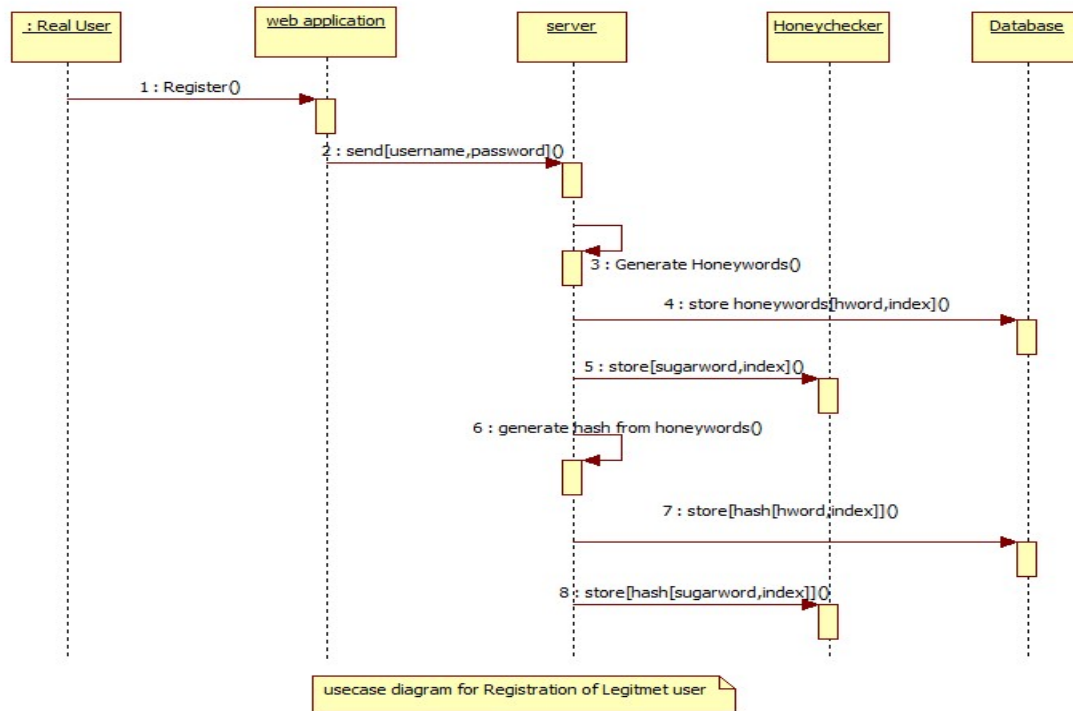 : Real User
web application
server
Honeychecker
Database
1 : Register()
2 : send[username,password]()
3 : Generate Honeywords()
4 : store honeywords[hword,index]()
5 : store[sugarword,index]()
6 : generate hash from honeywords()
7 : store[hash[hword,index]]()
8 : store[hash[sugarword,index]]()
usecase diagram for Registration of Legitmet user